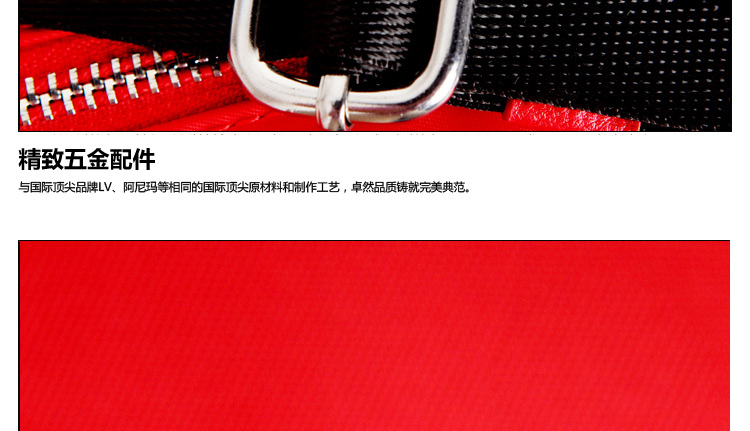 精致五金配件
与国际顶尖品牌LV、阿尼玛等相同的国际顶尖原材料和制作工艺，卓然品质铸就完美典范。